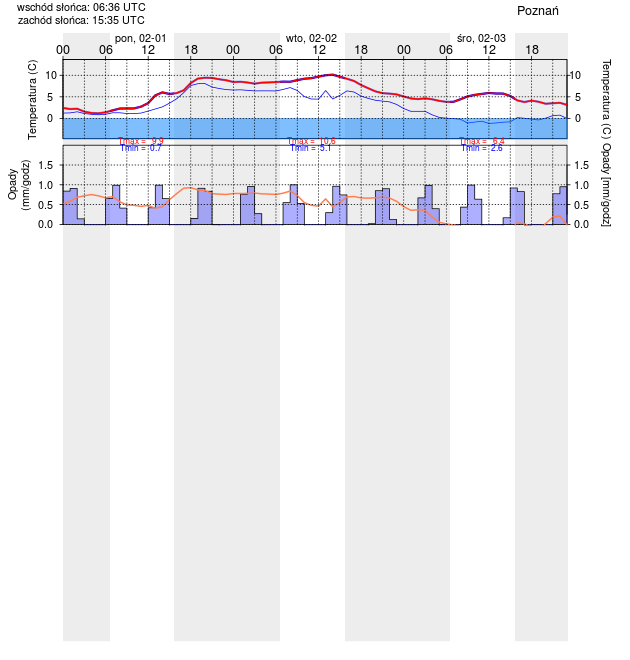 wschód słońca: 06:36 UTC
zachód słońca: 15:35 UTC
Poznań
pon, 02-01 wto, 02-02 śro, 02-03
00 06 12 18 00 06 12 18 00 06 12 18
Temperatura (C)
10 10
5 5
0 0
Temperatura (C)
Tmax = 9.9 Tmax = 10.6 Tmax = 6.4
Tmin = 0.7 Tmin = 5.1 Tmin = 2.6
Opady
(mm/godz)
1.5 1.5
1.0 1.0
0.5 0.5
0.0 0.0
Opady [mm/godz]